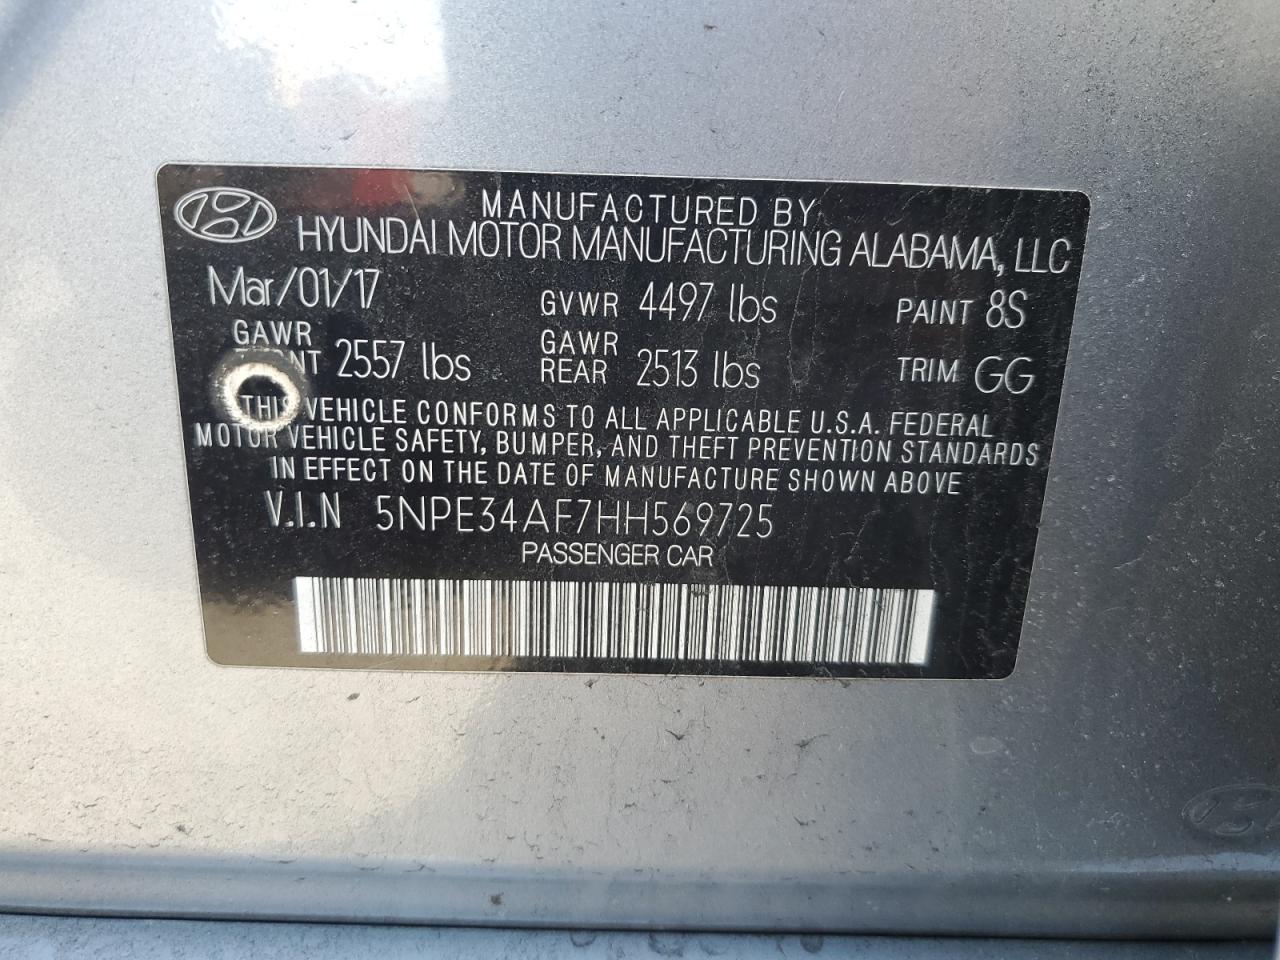 MANUFACTURED BY
HYUNDAI MOTOR MANUFACTURING ALABAMA, LLC
Mar/01/17 GVWR 4497 lbs PAINT 8S
GAWR 2557 lbs GAWR REAR 2513 lbs TRIM GG
THIS VEHICLE CONFORMS TO ALL APPLICABLE U.S.A. FEDERAL
MOTOR VEHICLE SAFETY, BUMPER, AND THEFT PREVENTION STANDARDS
IN EFFECT ON THE DATE OF MANUFACTURE SHOWN ABOVE
V.I.N 5NPE34AF7HH569725
PASSENGER CAR